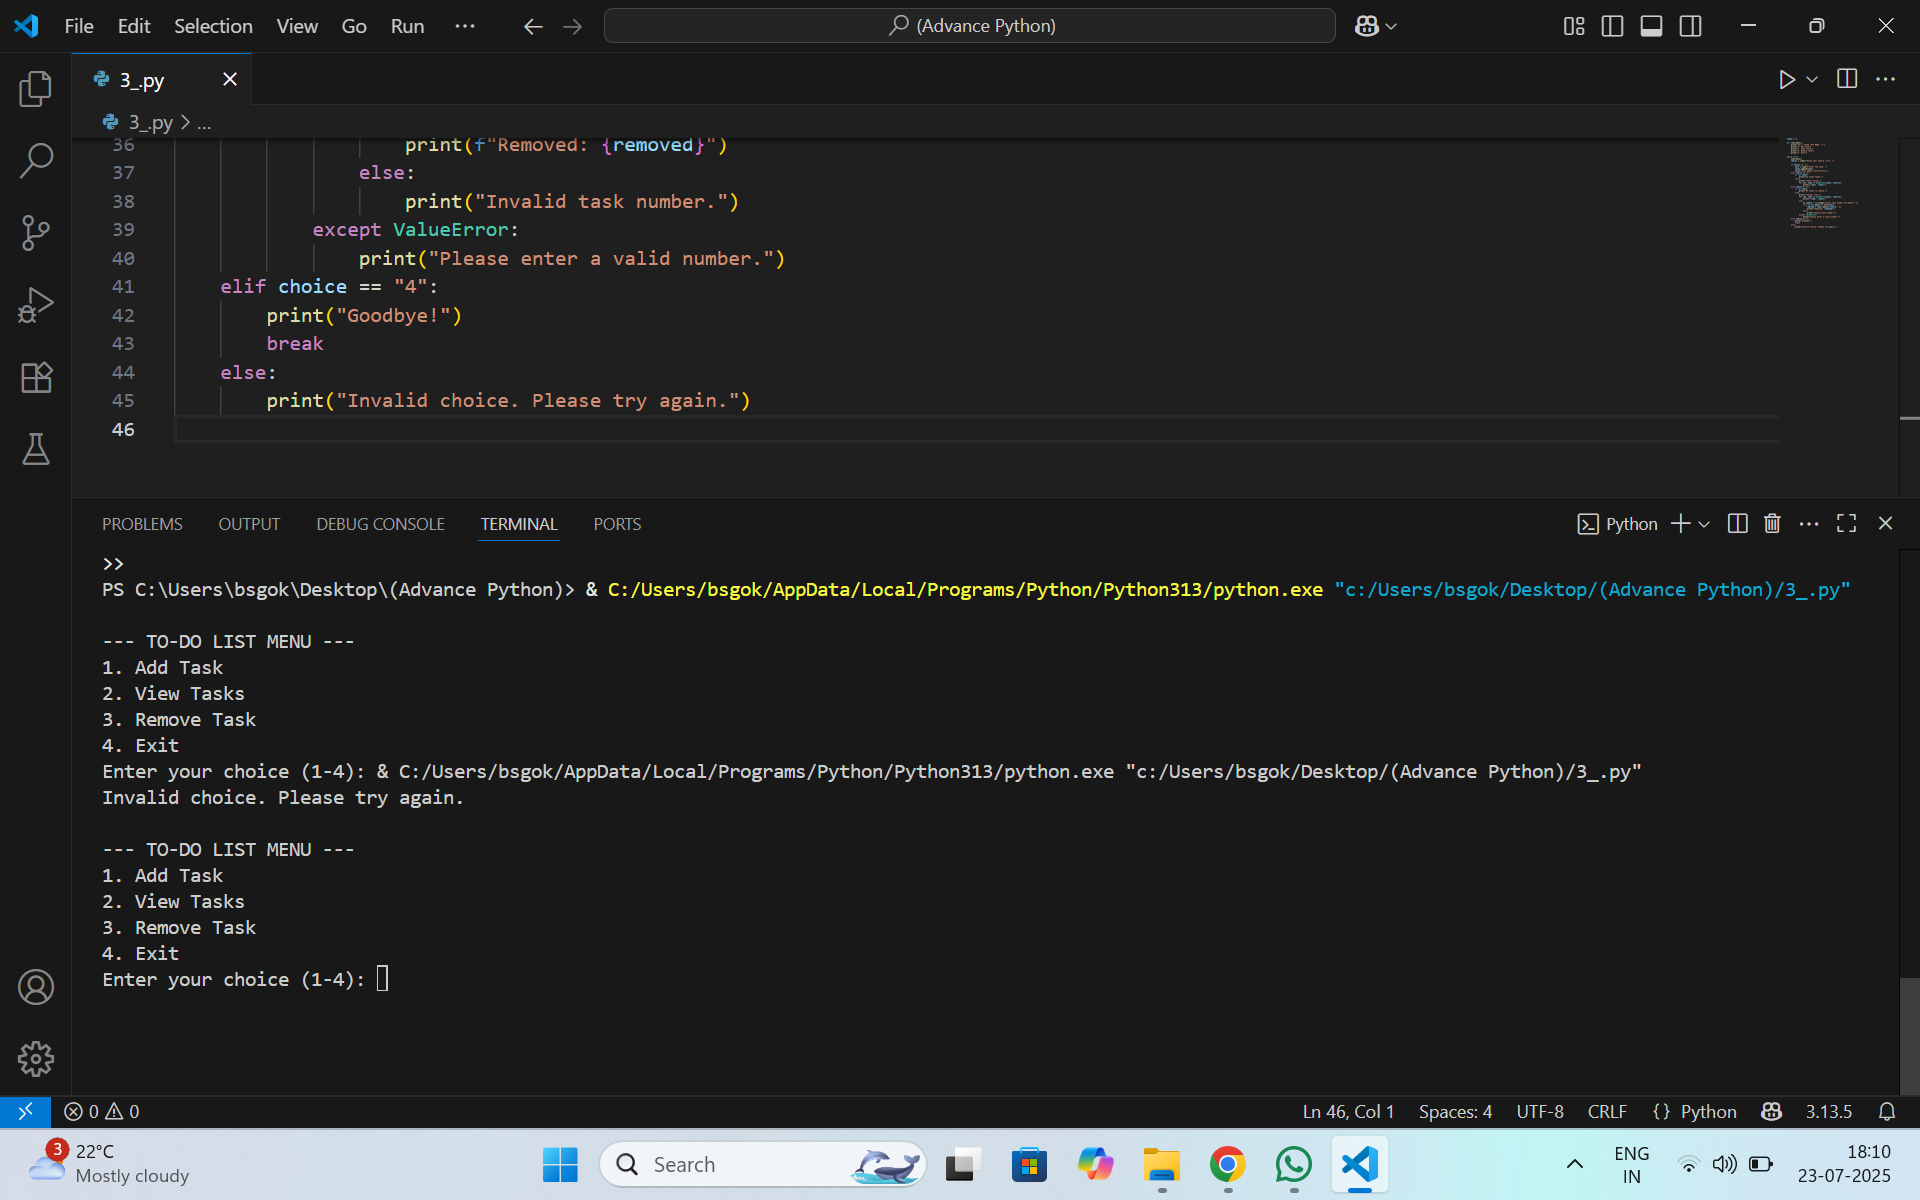 File Edit Selection View Go Run ... (Advance Python)
3_.py
3_.py > ...
36 print(f"Removed: {removed}")
37 else:
38 print("Invalid task number.")
39 except ValueError:
40 print("Please enter a valid number.")
41 elif choice == "4":
42 print("Goodbye!")
43 break
44 else:
45 print("Invalid choice. Please try again.")
46
PROBLEMS OUTPUT DEBUG CONSOLE TERMINAL PORTS Python
>>
PS C:\Users\bsgok\Desktop\(Advance Python)> & C:/Users/bsgok/AppData/Local/Programs/Python/Python313/python.exe "c:/Users/bsgok/Desktop/(Advance Python)/3_.py"
--- TO-DO LIST MENU ---
1. Add Task
2. View Tasks
3. Remove Task
4. Exit
Enter your choice (1-4): & C:/Users/bsgok/AppData/Local/Programs/Python/Python313/python.exe "c:/Users/bsgok/Desktop/(Advance Python)/3_.py"
Invalid choice. Please try again.
--- TO-DO LIST MENU ---
1. Add Task
2. View Tasks
3. Remove Task
4. Exit
Enter your choice (1-4):
0 0 Ln 46, Col 1 Spaces: 4 UTF-8 CRLF {} Python 3.13.5
3 22°C
Mostly cloudy
Search
ENG
IN
18:10
23-07-2025